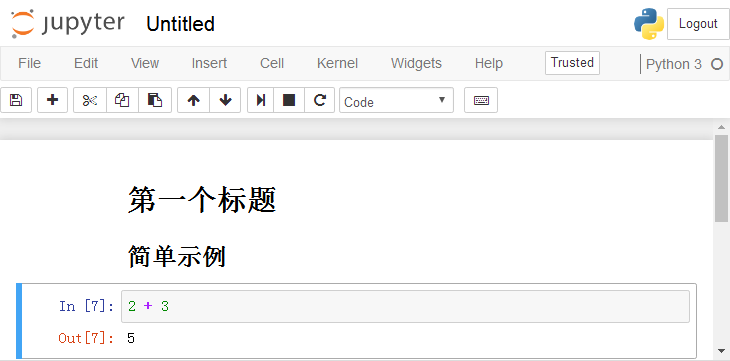 jupyter Untitled Logout
File Edit View Insert Cell Kernel Widgets Help Trusted Python 3
Code
第一个标题
简单示例
In [7]: 2 + 3
Out[7]: 5